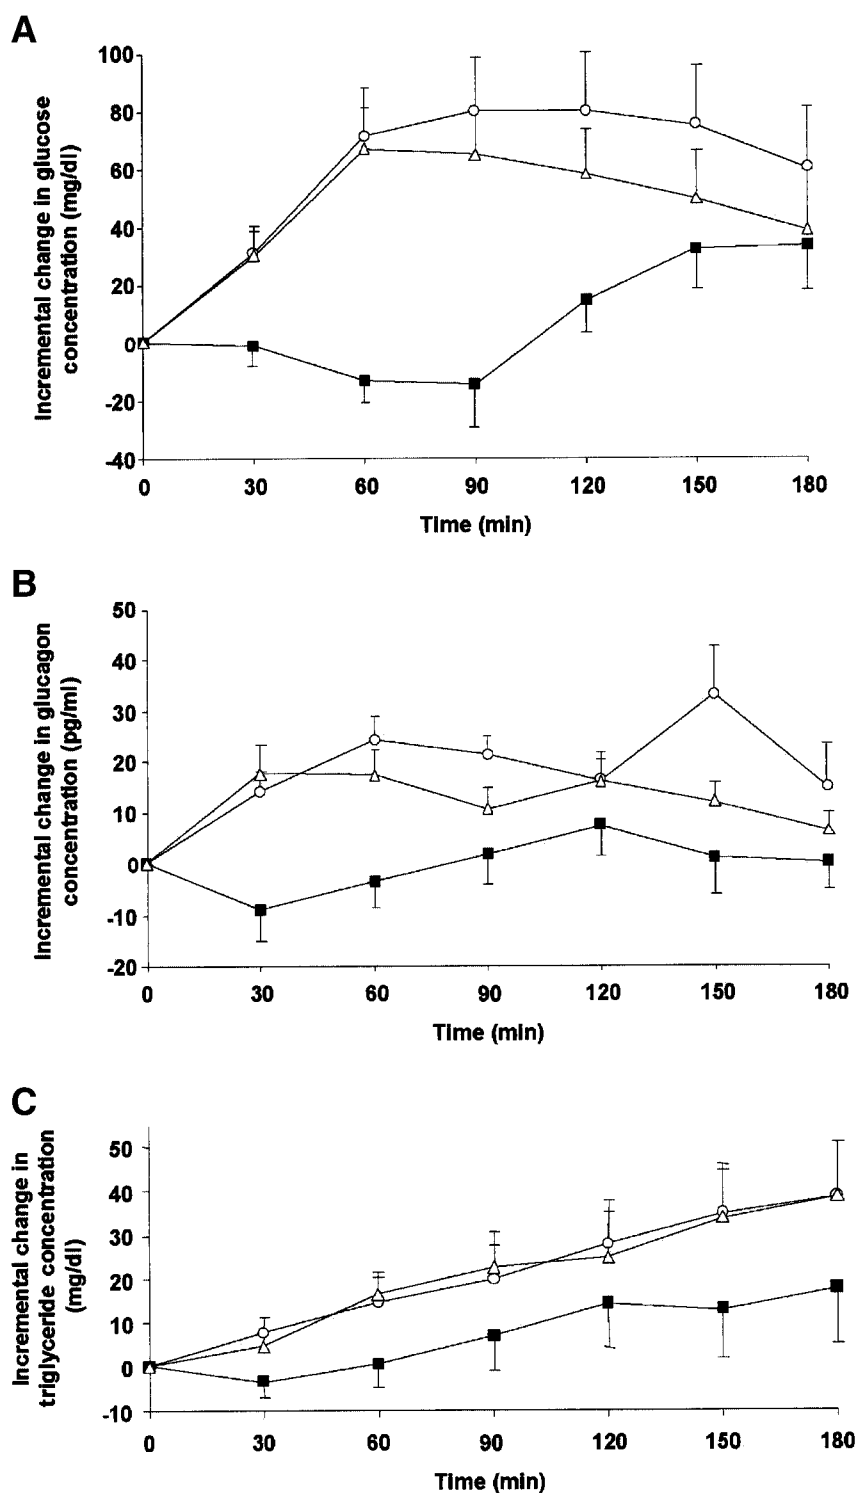 A
Incremental change in glucose
concentration (mg/dl)
100
80
60
40
20
0
-20
-40
0 30 60 90 120 150 180
Time (min)
B
Incremental change in glucagon
concentration (pg/ml)
50
40
30
20
10
0
-10
-20
0 30 60 90 120 150 180
Time (min)
C
Incremental change in
triglyceride concentration
(mg/dl)
50
40
30
20
10
0
-10
0 30 60 90 120 150 180
Time (min)